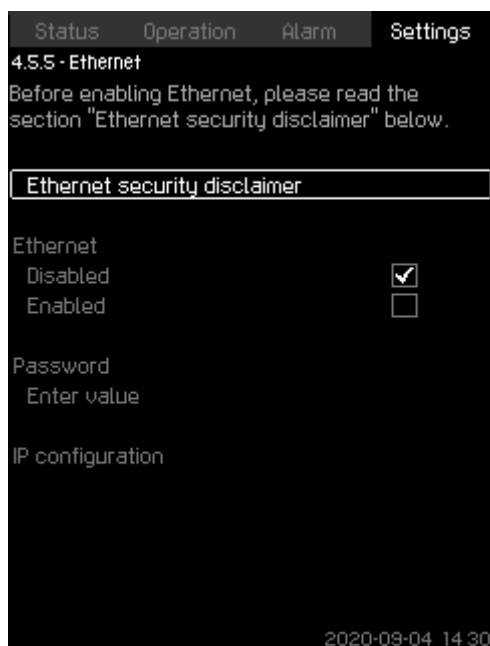 Status Operation Alarm Settings
4.5.5 - Ethernet
Before enabling Ethernet, please read the
section "Ethernet security disclaimer" below.
Ethernet security disclaimer
Ethernet
Disabled
Enabled
Password
Enter value
IP configuration
2020-09-04 14:30